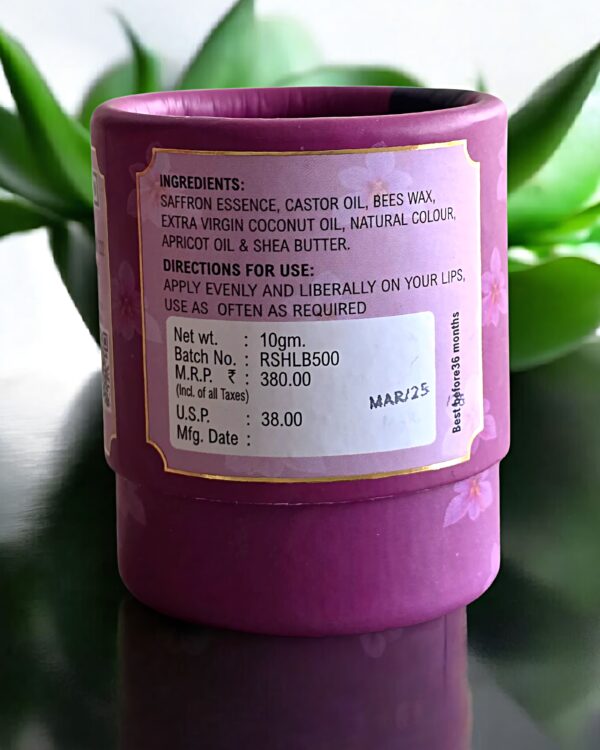 INGREDIENTS:
SAFFRON ESSENCE, CASTOR OIL, BEES WAX,
EXTRA VIRGIN COCONUT OIL, NATURAL COLOUR,
APRICOT OIL & SHEA BUTTER.
DIRECTIONS FOR USE:
APPLY EVENLY AND LIBERALLY ON YOUR LIPS,
USE AS OFTEN AS REQUIRED
Net wt. : 10gm.
Batch No. : RSHLB500
M.R.P. ₹ : 380.00
(Incl. of all Taxes)
U.S.P. : 38.00
Mfg. Date :
MAR/25
Best before36 months